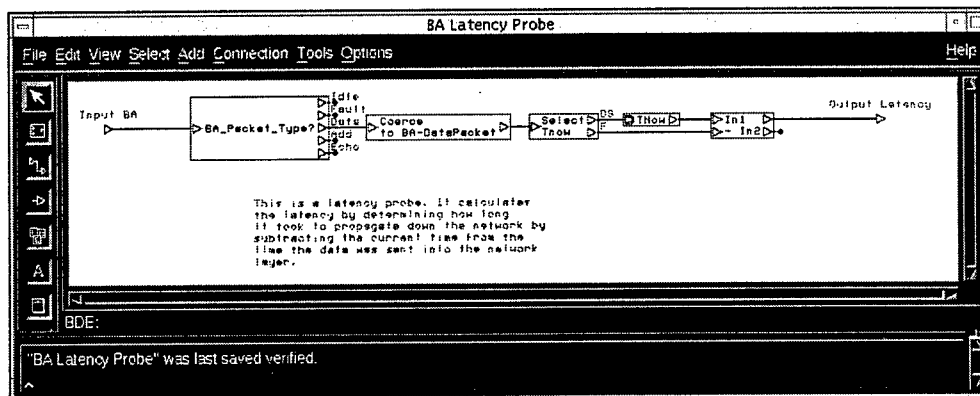 BA Latency Probe
File Edit View Select Add Connection Tools Options Help
Input BA
BA_Packet_Type?
Idle
Fault
Data
Add
Echo
Coerce
to BA-DataPacket
Select
Tnow
DS
F
TNow
In1
- In2
Output Latency
This is a latency probe. It calculates
the latency by determining how long
it took to propagate down the network by
subtracting the current time from the
time the data was sent into the network
layer.
A
BDE:
"BA Latency Probe" was last saved verified.
^